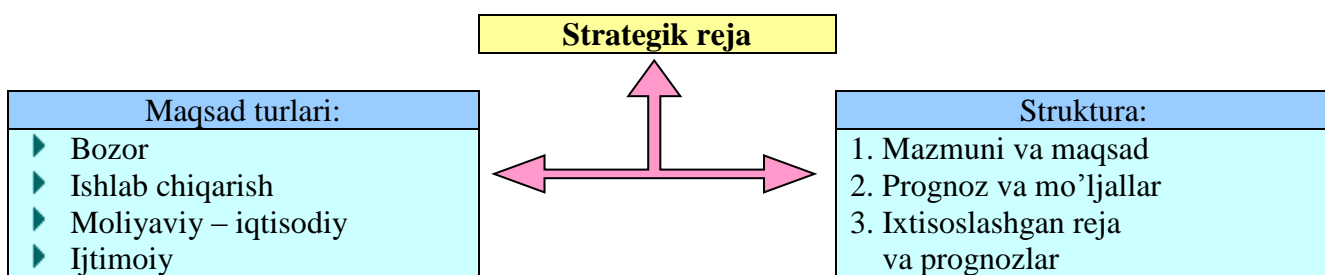 Strategik reja
Maqsad turlari:
Bozor
Ishlab chiqarish
Moliyaviy – iqtisodiy
Ijtimoiy
Struktura:
1. Mazmuni va maqsad
2. Prognoz va mo’ljallar
3. Ixtisoslashgan reja
va prognozlar